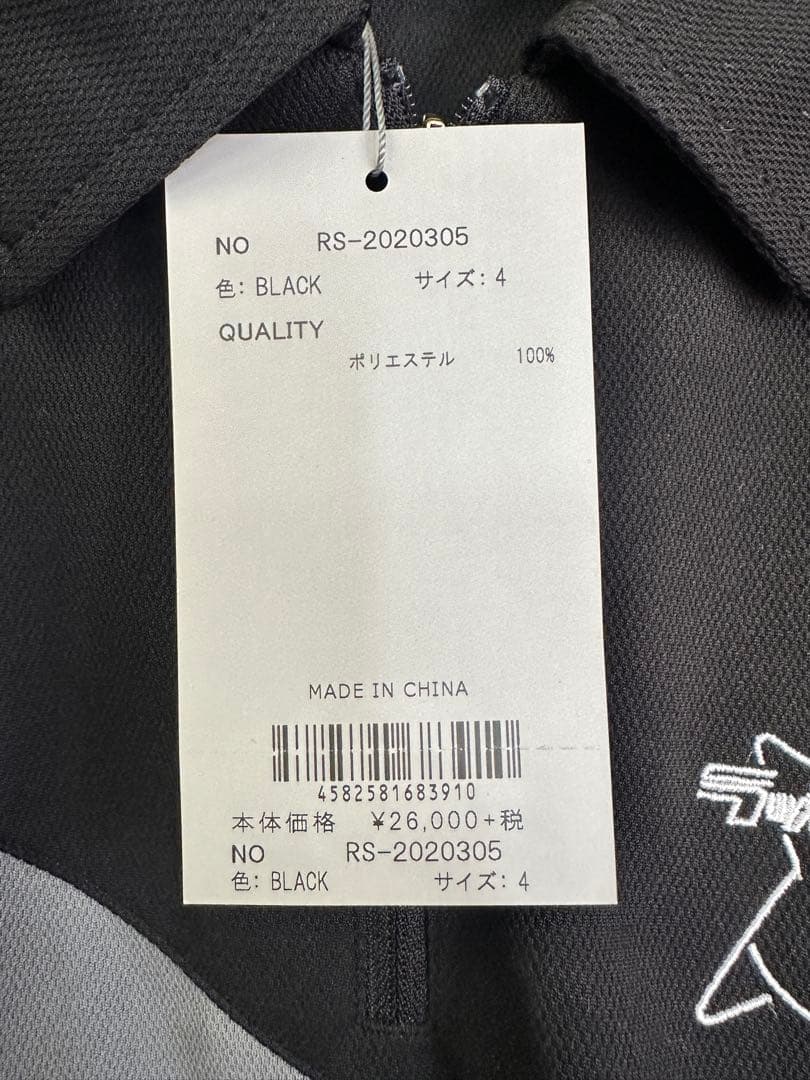 NO RS-2020305
色: BLACK サイズ: 4
QUALITY
ポリエステル 100%
MADE IN CHINA
4582581683910
本体価格 ¥26,000+税
NO RS-2020305
色: BLACK サイズ: 4